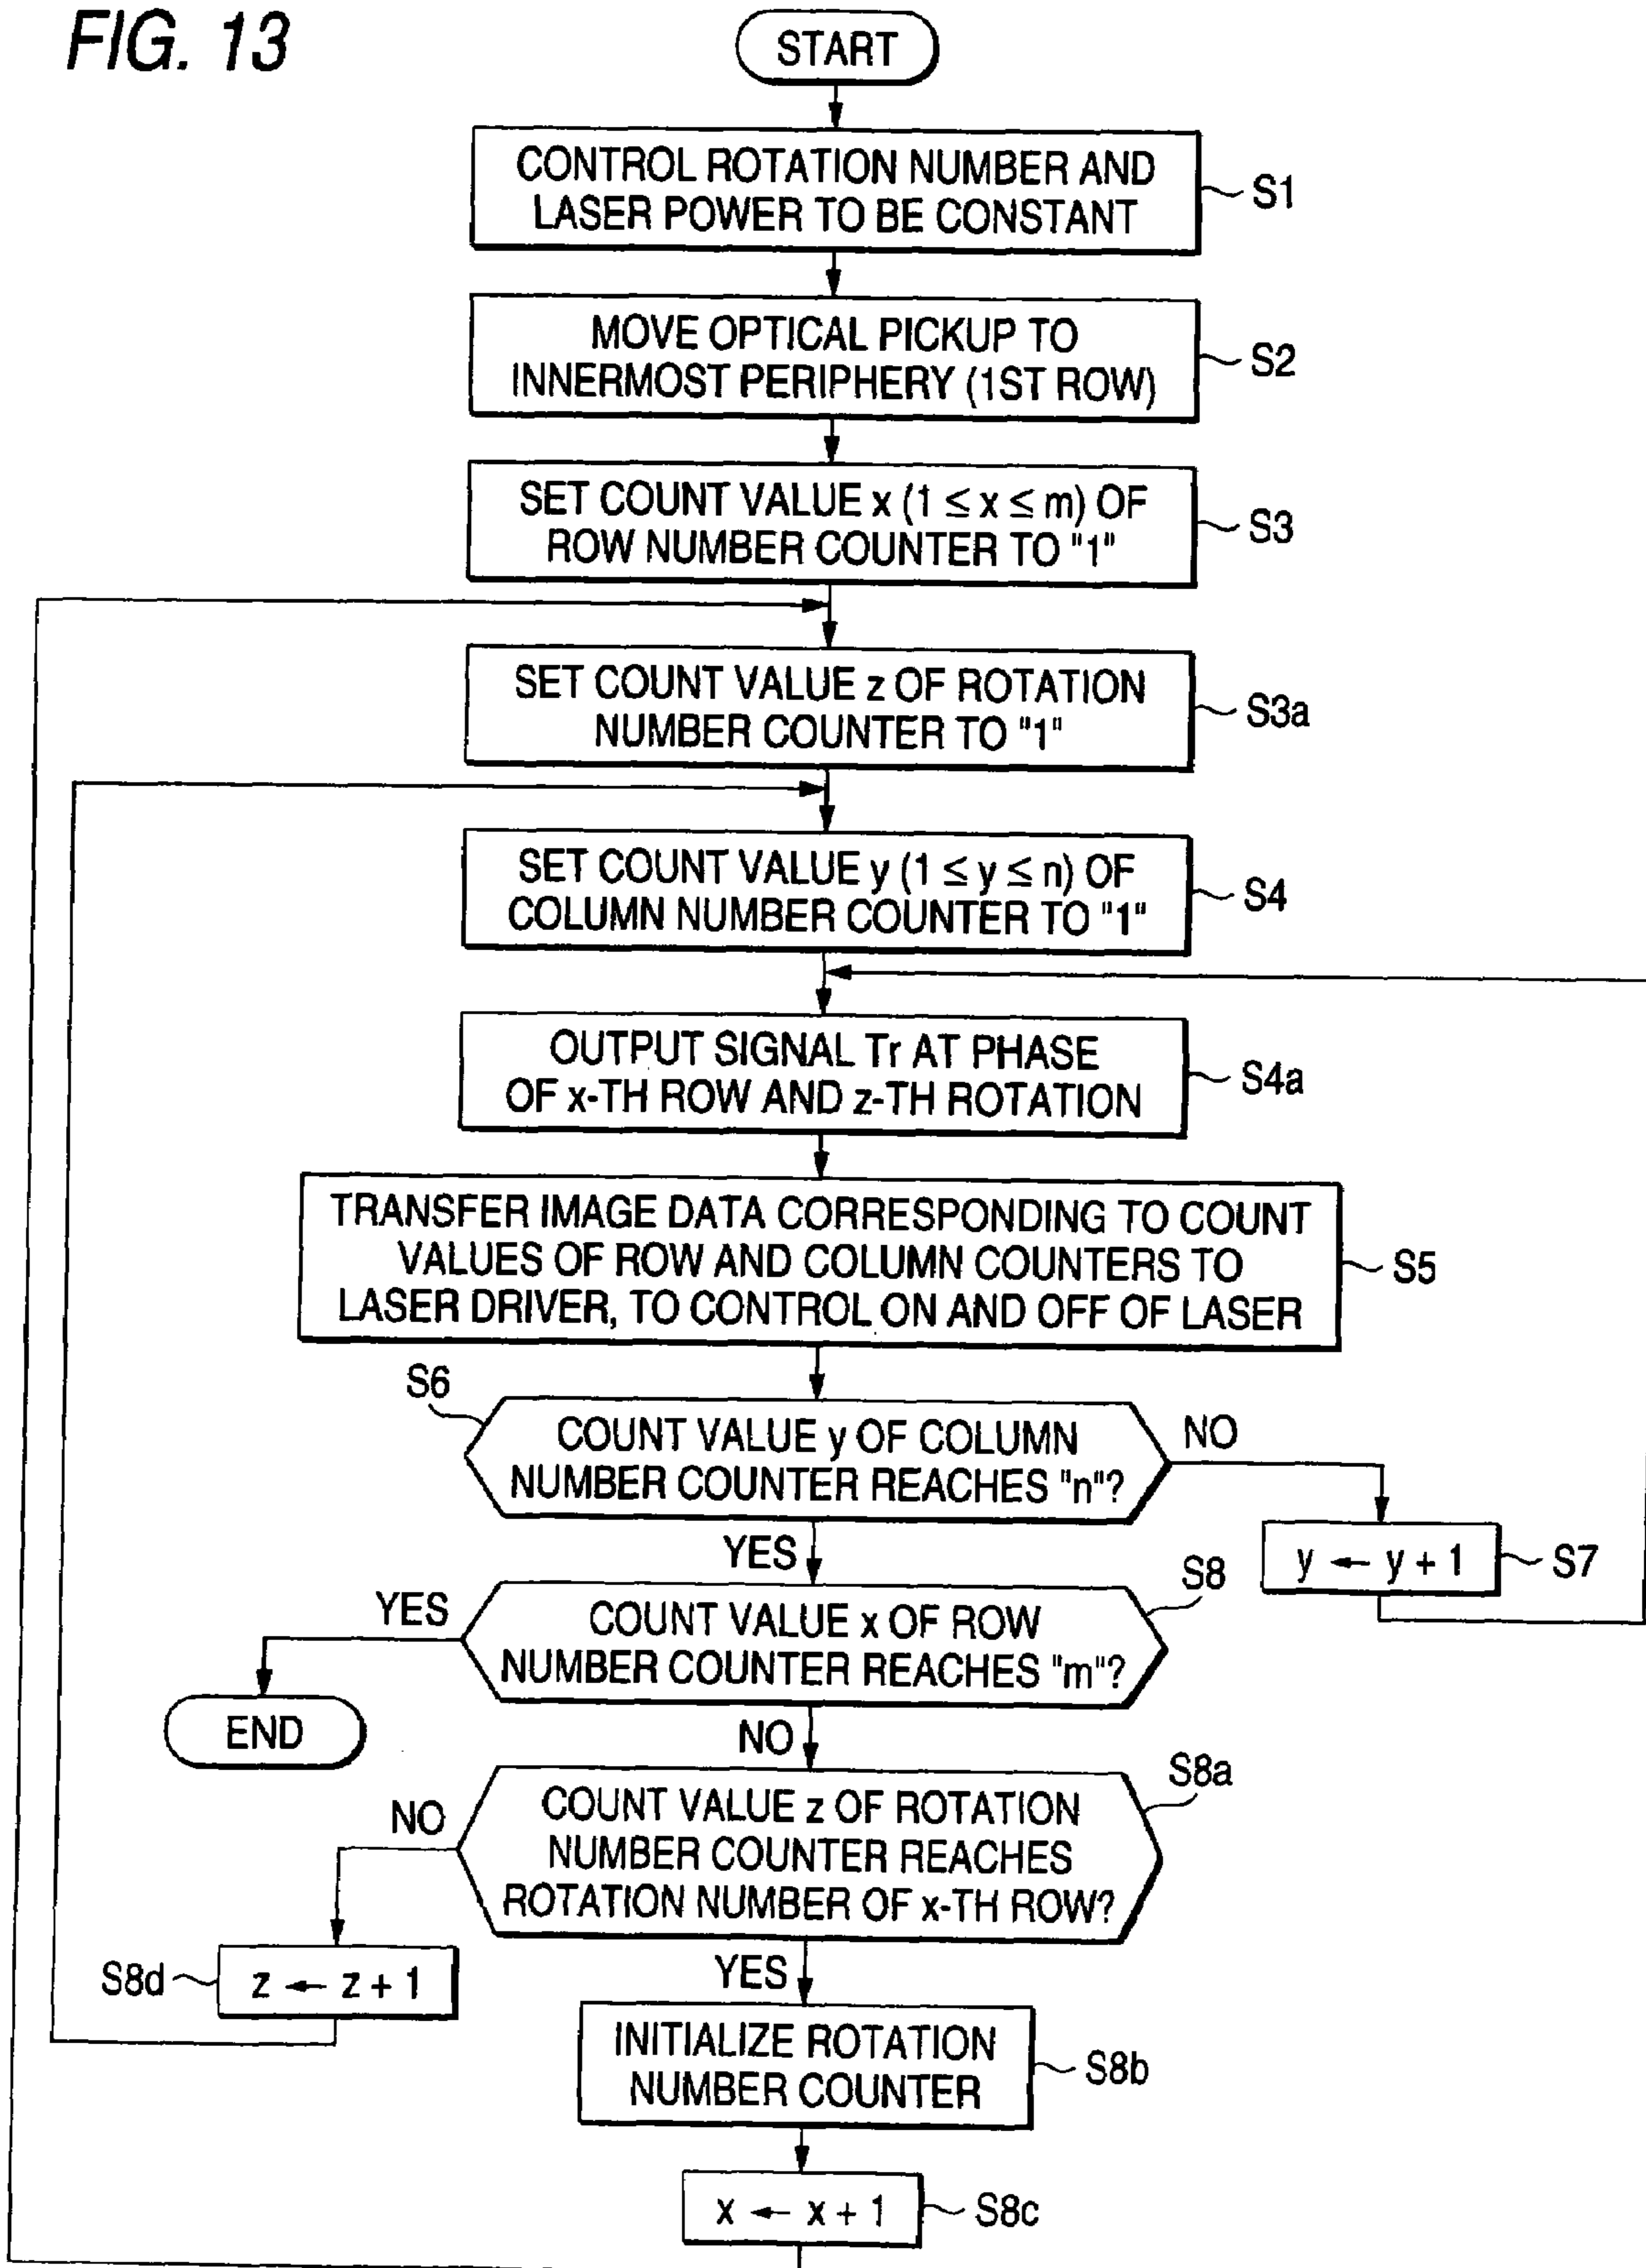 FIG. 13
START
CONTROL ROTATION NUMBER AND
LASER POWER TO BE CONSTANT
S1
MOVE OPTICAL PICKUP TO
INNERMOST PERIPHERY (1ST ROW)
S2
SET COUNT VALUE x (1 ≤ x ≤ m) OF
ROW NUMBER COUNTER TO "1"
S3
SET COUNT VALUE z OF ROTATION
NUMBER COUNTER TO "1"
S3a
SET COUNT VALUE y (1 ≤ y ≤ n) OF
COLUMN NUMBER COUNTER TO "1"
S4
OUTPUT SIGNAL Tr AT PHASE
OF x-TH ROW AND z-TH ROTATION
S4a
TRANSFER IMAGE DATA CORRESPONDING TO COUNT
VALUES OF ROW AND COLUMN COUNTERS TO
LASER DRIVER, TO CONTROL ON AND OFF OF LASER
S5
S6
COUNT VALUE y OF COLUMN
NUMBER COUNTER REACHES "n"?
NO
y ← y + 1
S7
YES
S8
COUNT VALUE x OF ROW
NUMBER COUNTER REACHES "m"?
YES
END
NO
S8a
COUNT VALUE z OF ROTATION
NUMBER COUNTER REACHES
ROTATION NUMBER OF x-TH ROW?
NO
S8d
z ← z + 1
YES
INITIALIZE ROTATION
NUMBER COUNTER
S8b
x ← x + 1
S8c